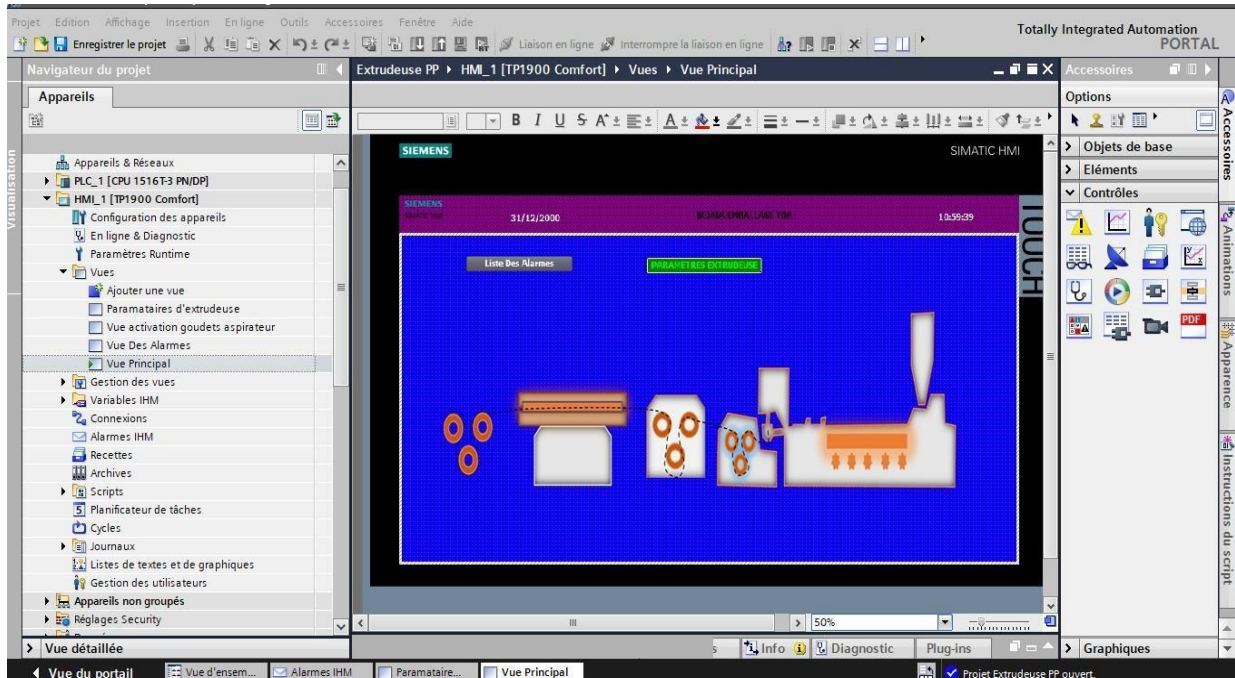 Projet Edition Affichage Insertion En ligne Outils Accessoires Fenêtre Aide
Totally Integrated Automation
PORTAL
Enregistrer le projet
Liaison en ligne
Interrompre la liaison en ligne
Navigateur du projet
Extrudeuse PP HMI_1 [TP1900 Comfort] Vues Vue Principal
Accessoires
Appareils
Options
B I U S A A
Visualisation
Appareils & Réseaux
PLC_1 [CPU 1516T-3 PN/DP]
HMI_1 [TP1900 Comfort]
Configuration des appareils
En ligne & Diagnostic
Paramètres Runtime
Vues
Ajouter une vue
Paramataires d'extrudeuse
Vue activation goudets aspirateur
Vue Des Alarmes
Vue Principal
Gestion des vues
Variables IHM
Connexions
Alarmes IHM
Recettes
Archives
Scripts
Planificateur de tâches
Cycles
Journaux
Listes de textes et de graphiques
Gestion des utilisateurs
Appareils non groupés
Réglages Security
Vue détaillée
SIEMENS
SIMATIC HMI
SIEMENS
SIMATIC HMI
31/12/2000
10:59:39
TOUCH
Liste Des Alarmes
PARAMETRES EXTRUDEUSE
50%
Info
Diagnostic
Plug-ins
Objets de base
Eléments
Contrôles
PDF
Graphiques
Accessoires
Animations
Apparence
Instructions du script
Vue du portail
Vue d'ensem...
Alarmes IHM
Paramataire...
Vue Principal
Projet Extrudeuse PP ouvert.